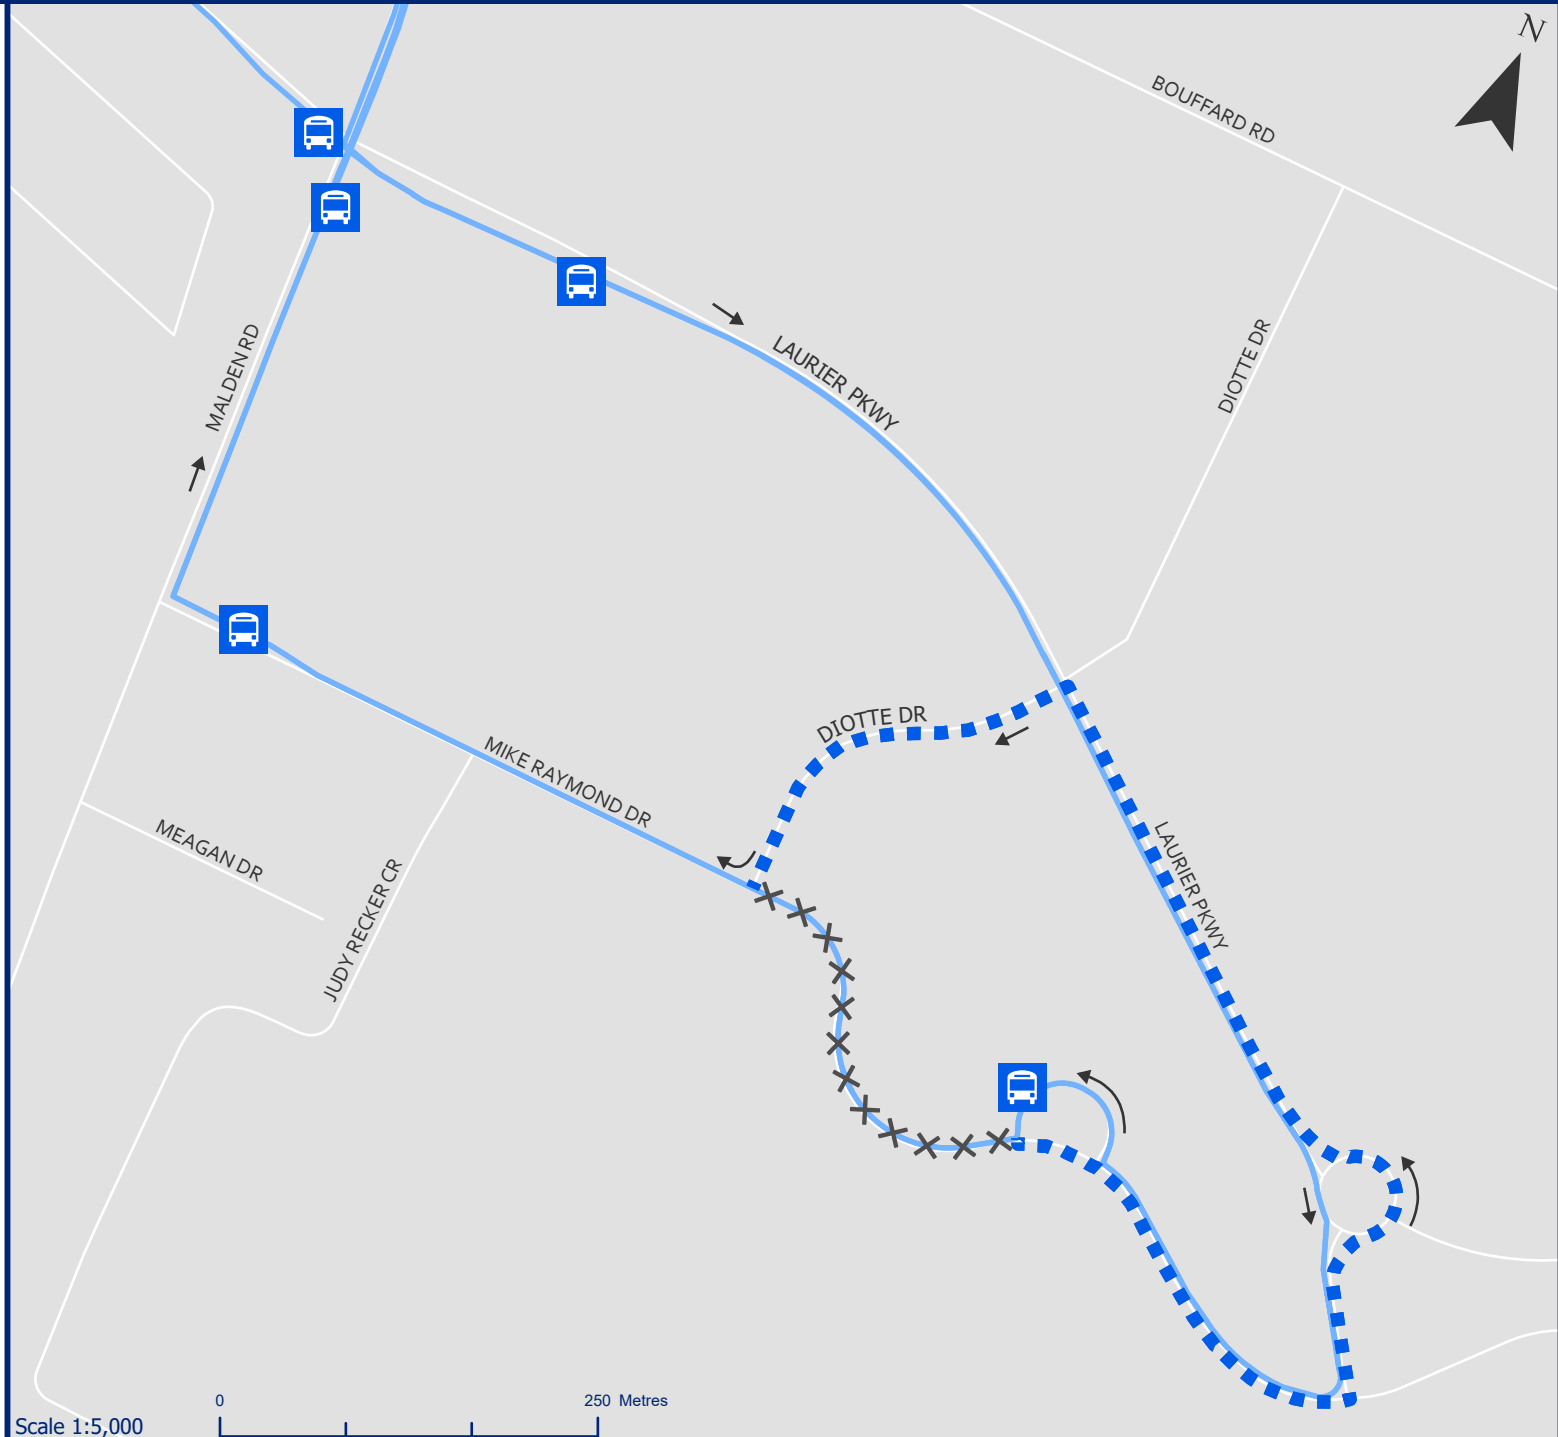 N
BOUFFARD RD
MALDEN RD
LAURIER PKWY
DIOTTE DR
DIOTTE DR
MIKE RAYMOND DR
MEAGAN DR
JUDY RECKER CR
LAURIER PKWY
0 250 Metres
Scale 1:5,000